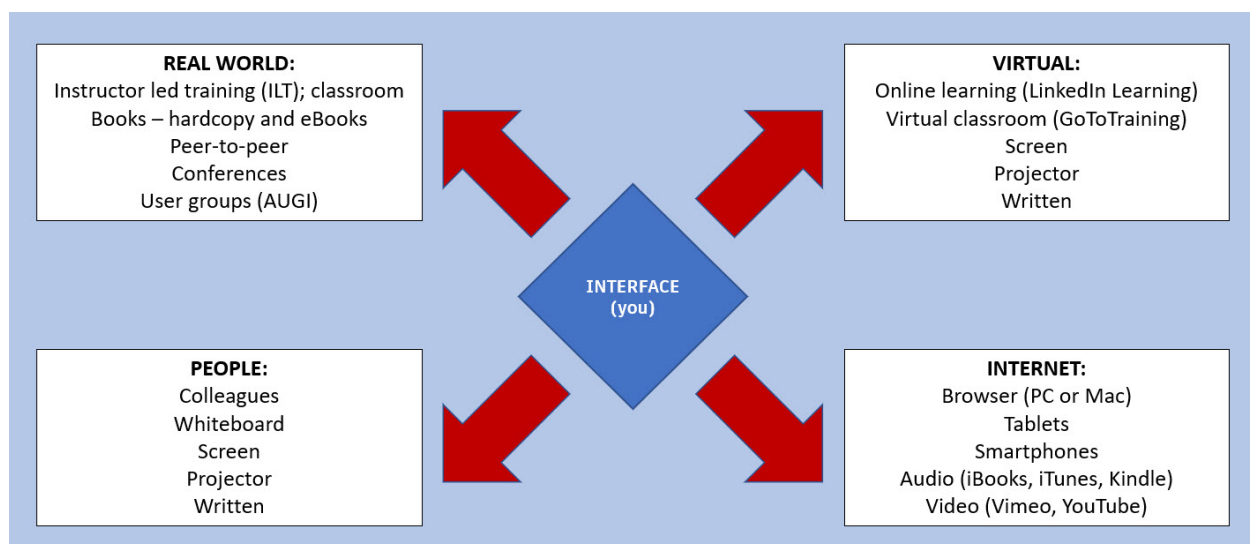 REAL WORLD:
Instructor led training (ILT); classroom
Books – hardcopy and eBooks
Peer-to-peer
Conferences
User groups (AUGI)
VIRTUAL:
Online learning (LinkedIn Learning)
Virtual classroom (GoToTraining)
Screen
Projector
Written
INTERFACE
(you)
PEOPLE:
Colleagues
Whiteboard
Screen
Projector
Written
INTERNET:
Browser (PC or Mac)
Tablets
Smartphones
Audio (iBooks, iTunes, Kindle)
Video (Vimeo, YouTube)